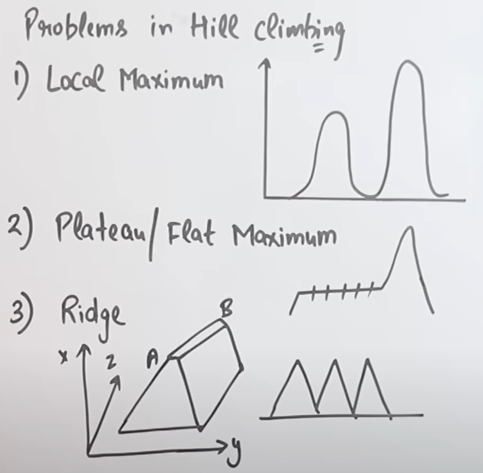 Problems in Hill climbing
1) Local Maximum
2) Plateau/Flat Maximum
3) Ridge
B
A
x
z
y